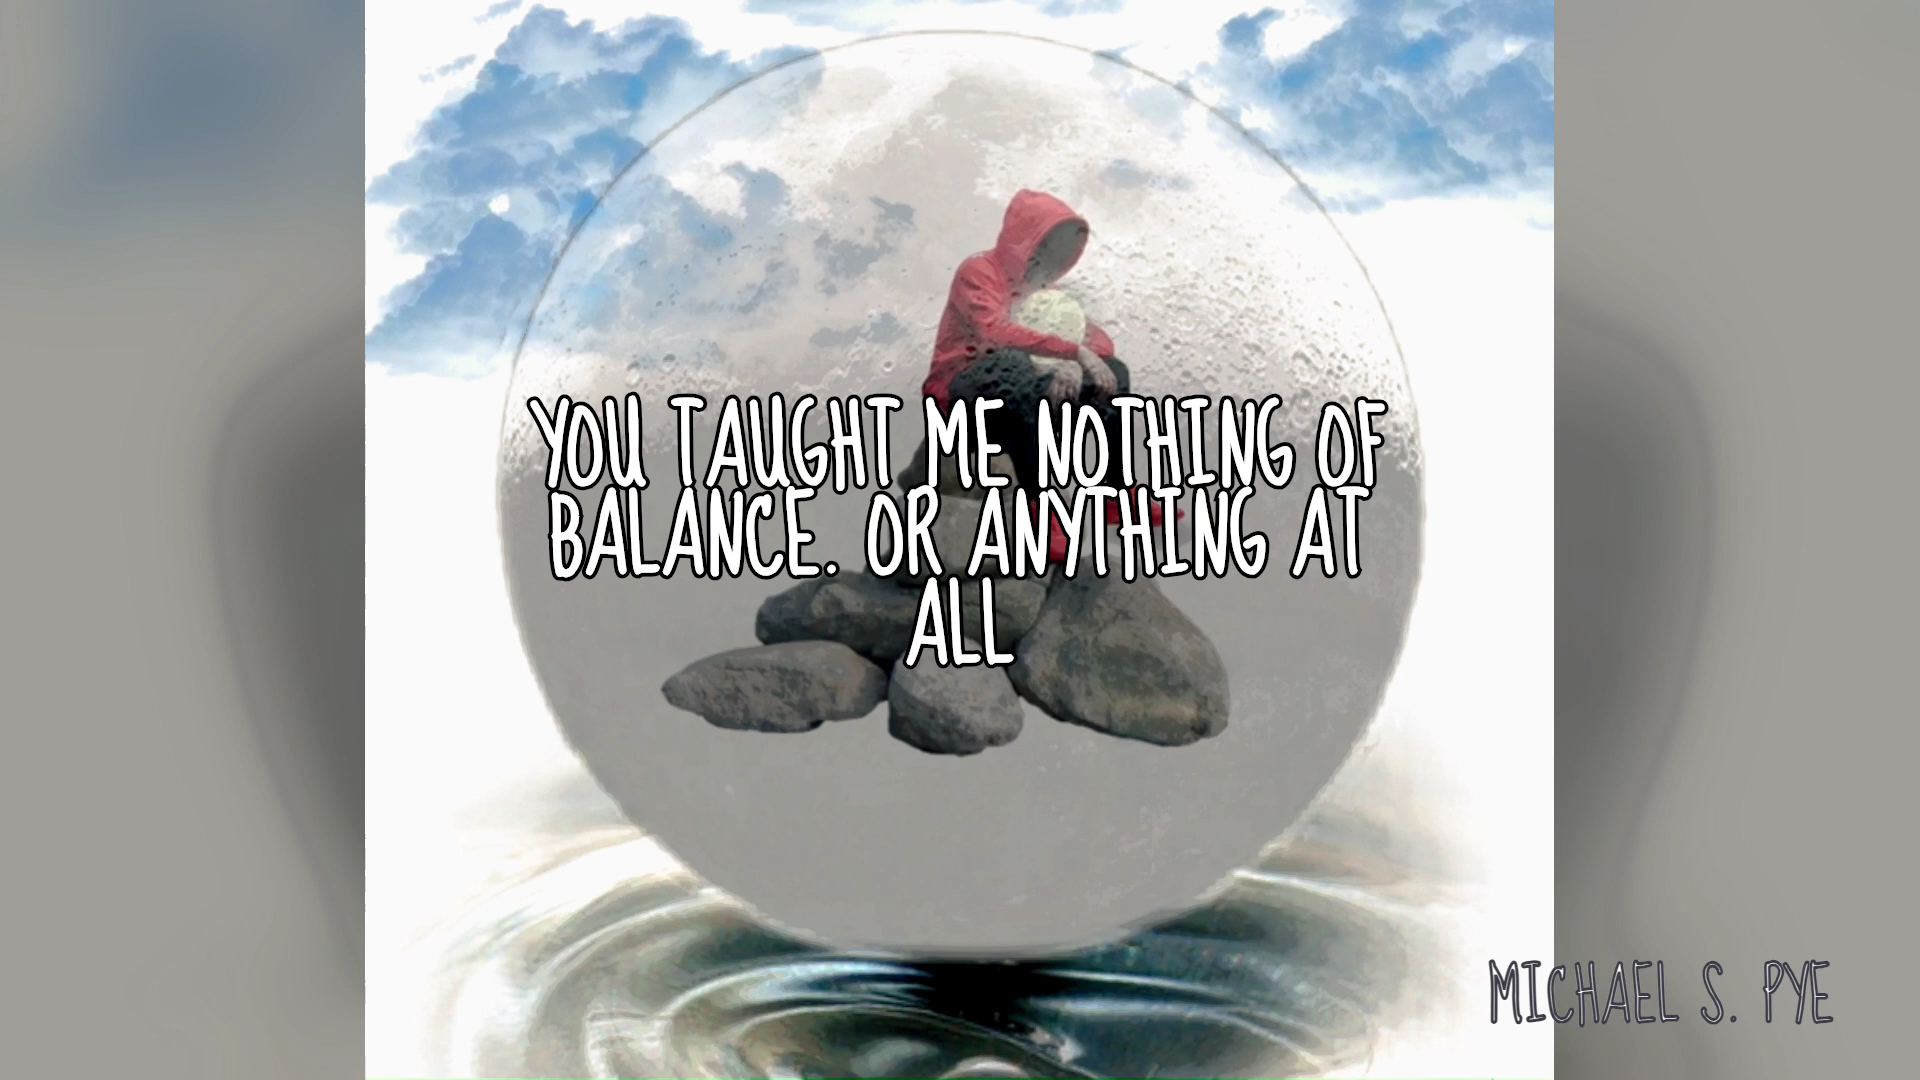 YOU TAUGHT ME NOTHING OF
BALANCE. OR ANYTHING AT
ALL
MICHAEL S. PYE